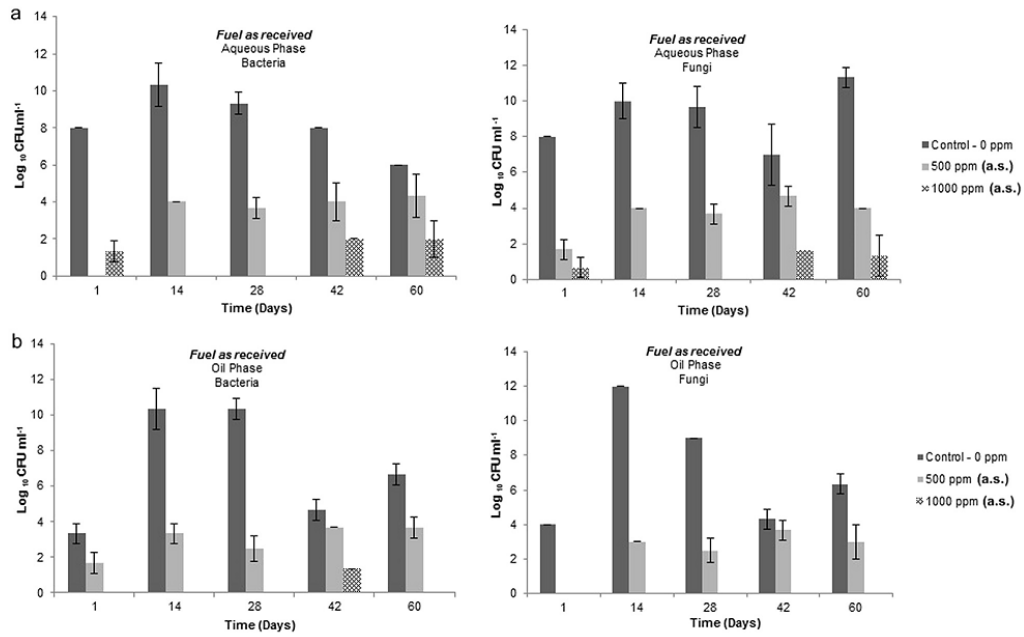 a
Fuel as received
Aqueous Phase
Bacteria
Log 10 CFU.ml-1
14
12
10
8
6
4
2
0
1 14 28 42 60
Time (Days)
Fuel as received
Aqueous Phase
Fungi
Log 10 CFU ml -1
14
12
10
8
6
4
2
0
1 14 28 42 60
Time (Days)
Control - 0 ppm
500 ppm (a.s.)
1000 ppm (a.s.)
b
Fuel as received
Oil Phase
Bacteria
Log 10 CFU ml-1
14
12
10
8
6
4
2
0
1 14 28 42 60
Time (Days)
Fuel as received
Oil Phase
Fungi
Log 10 CFU ml-1
14
12
10
8
6
4
2
0
1 14 28 42 60
Time (Days)
Control - 0 ppm
500 ppm (a.s.)
1000 ppm (a.s.)